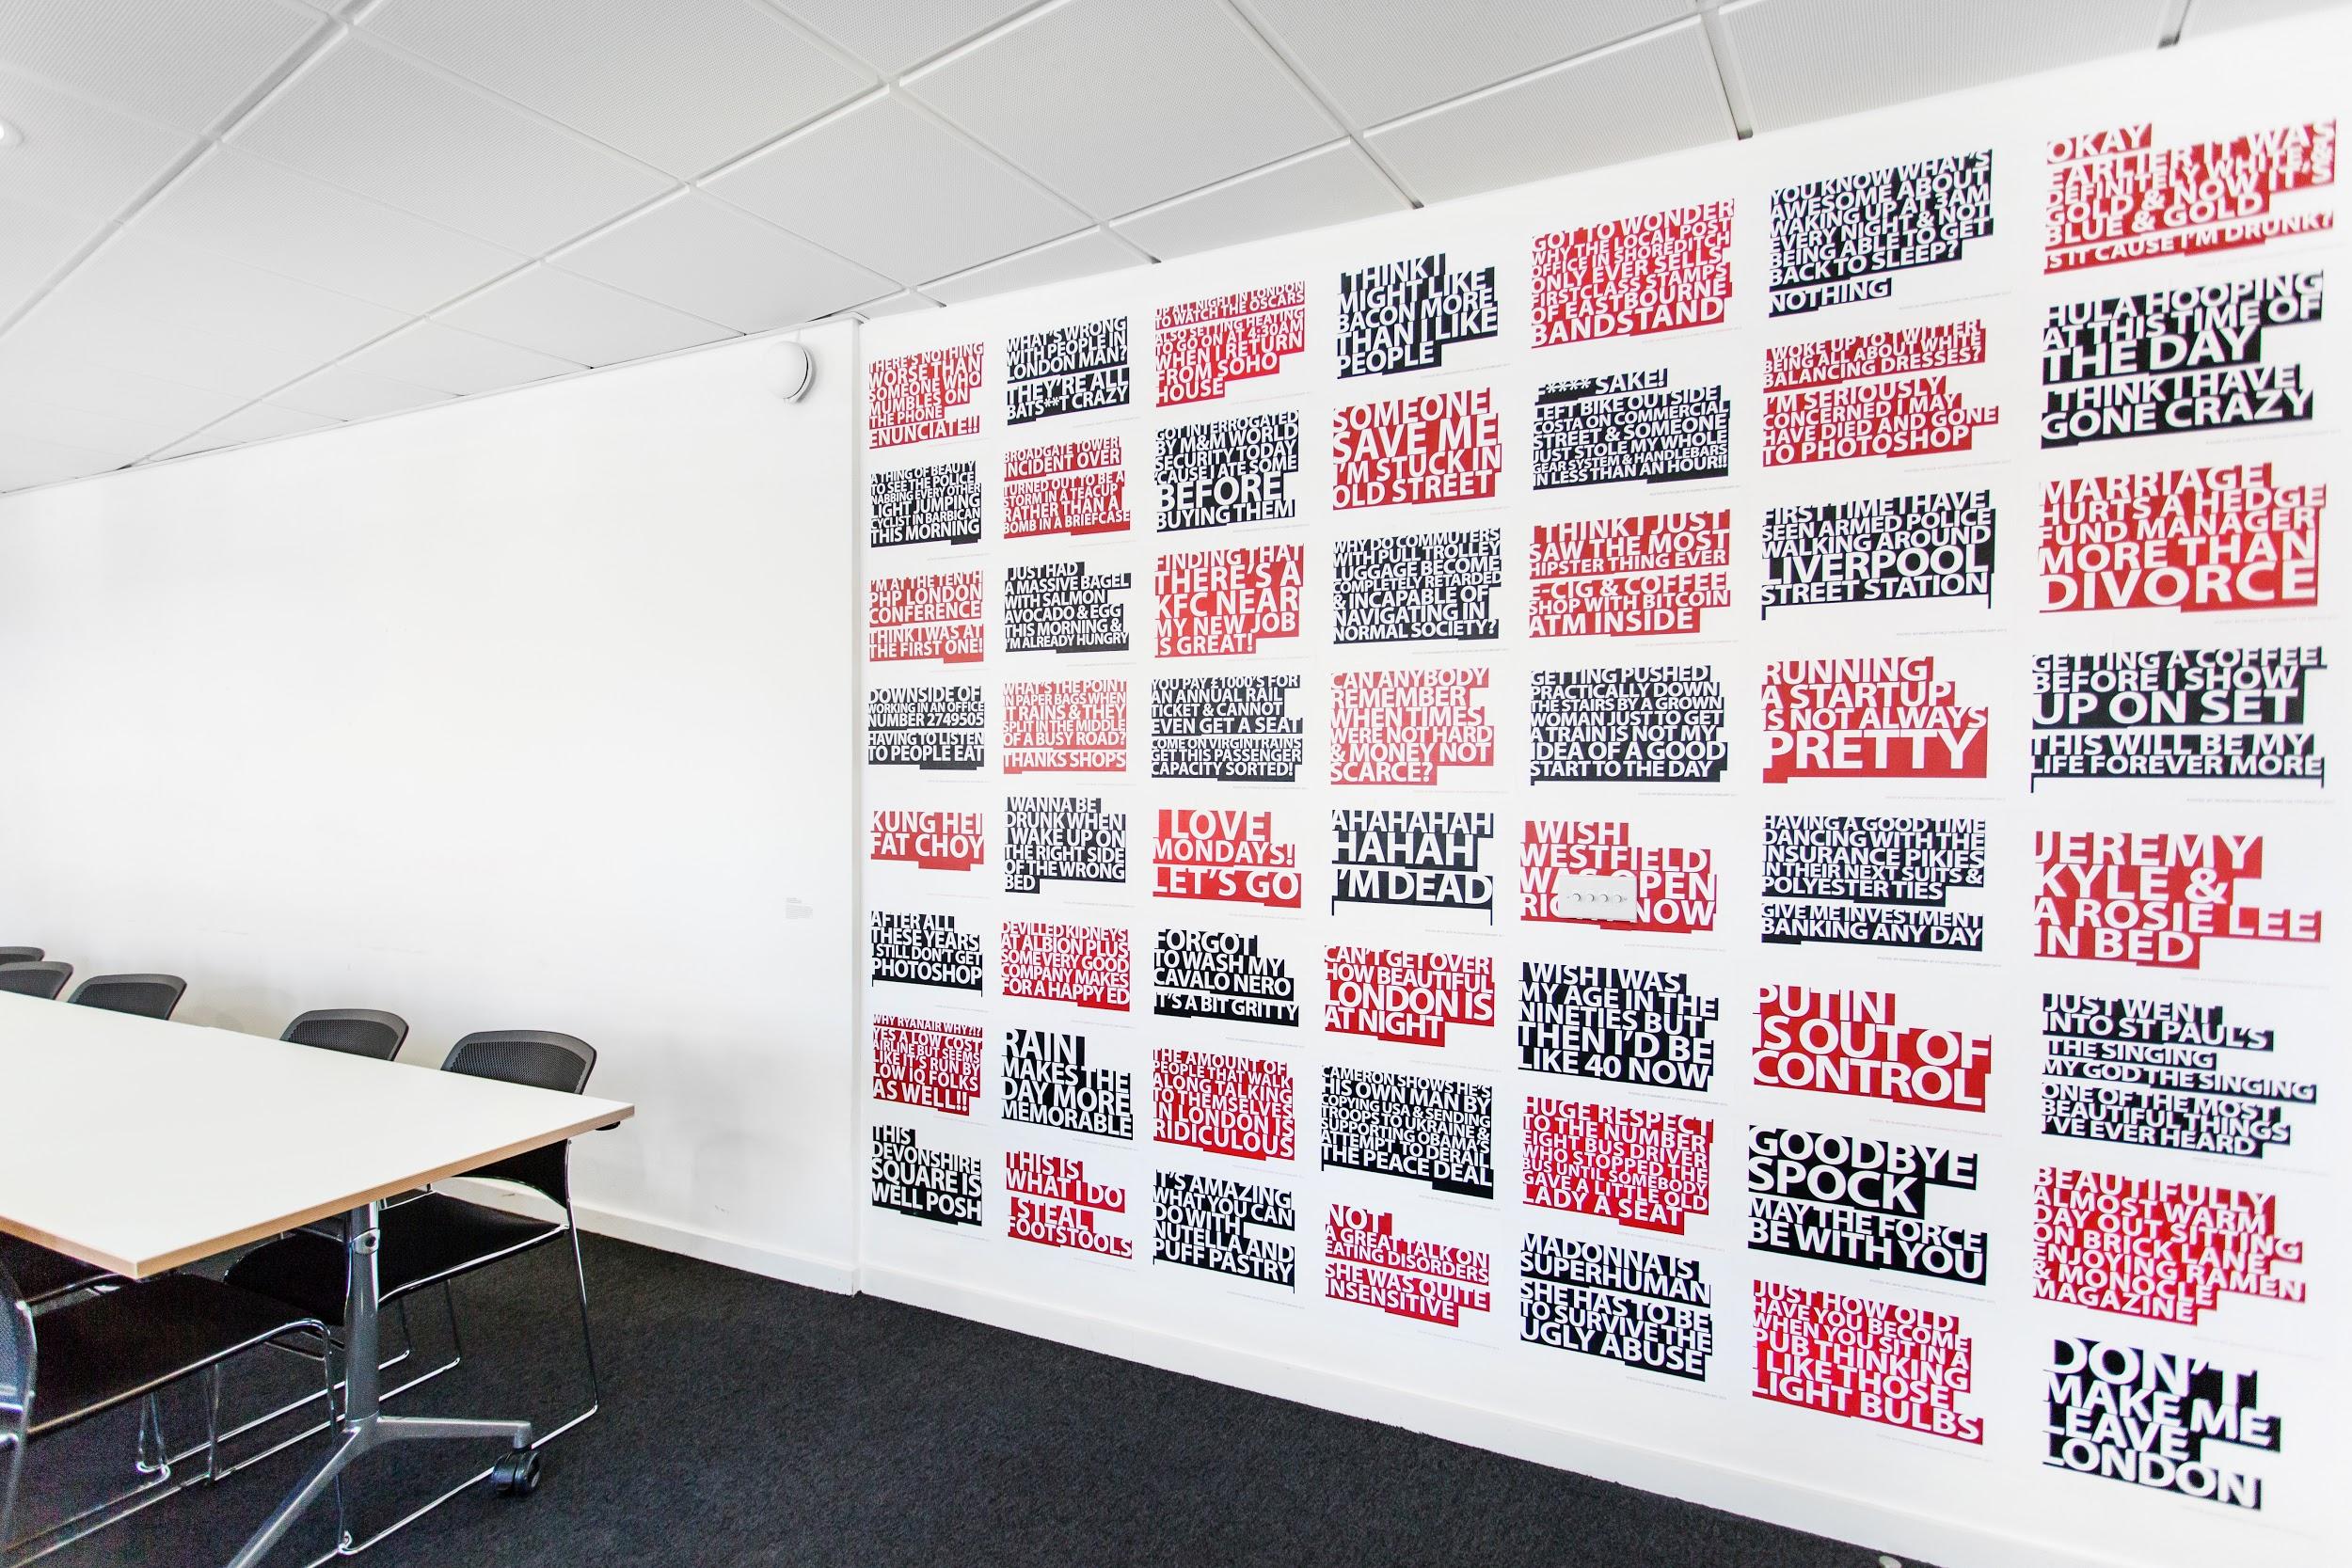 THERE'S NOTHING
WORSE THAN
SOMEONE WHO
MUMBLES ON
THE PHONE
ENUNCIATE!!
A THING OF BEAUTY
TO SEE THE POLICE
NABBING EVERY OTHER
LIGHT JUMPING
CYCLIST IN BARBICAN
THIS MORNING
I'M AT THE TENTH
PHP LONDON
CONFERENCE
I THINK I WAS AT
THE FIRST ONE!
DOWNSIDE OF
WORKING IN AN OFFICE
NUMBER 2749505
HAVING TO LISTEN
TO PEOPLE EAT
KUNG HEI
FAT CHOY
AFTER ALL
THESE YEARS
I STILL DON'T GET
PHOTOSHOP
WHY RYANAIR WHY?!?
YES A LOW COST
AIRLINE BUT SEEMS
LIKE IT'S RUN BY
LOW IQ FOLKS
AS WELL!!
THIS
DEVONSHIRE
SQUARE IS
WELL POSH
WHAT'S WRONG
WITH PEOPLE IN
LONDON MAN?
THEY'RE ALL
BATS**T CRAZY
BROADGATE TOWER
INCIDENT OVER
TURNED OUT TO BE A
STORM IN A TEACUP
RATHER THAN A
BOMB IN A BRIEFCASE
I JUST HAD
A MASSIVE BAGEL
WITH SALMON
AVOCADO & EGG
THIS MORNING &
I'M ALREADY HUNGRY
WHAT'S THE POINT
IN PAPER BAGS WHEN
IT RAINS & THEY
SPLIT IN THE MIDDLE
OF A BUSY ROAD?
THANKS SHOPS
I WANNA BE
DRUNK WHEN
I WAKE UP ON
THE RIGHT SIDE
OF THE WRONG
BED
DEVILLED KIDNEYS
AT ALBION PLUS
SOME VERY GOOD
COMPANY MAKES
FOR A HAPPY ED
RAIN
MAKES THE
DAY MORE
MEMORABLE
THIS IS
WHAT I DO
I STEAL
FOOTSTOOLS
UP ALL NIGHT IN LONDON
TO WATCH THE OSCARS
ALSO SETTING HEATING
TO GO ON AT 4:30AM
WHEN I RETURN
FROM SOHO
HOUSE
GOT INTERROGATED
BY M&M WORLD
SECURITY TODAY
'CAUSE I ATE SOME
BEFORE
BUYING THEM
FINDING THAT
THERE'S A
KFC NEAR
MY NEW JOB
IS GREAT!
YOU PAY £1000'S FOR
AN ANNUAL RAIL
TICKET & CANNOT
EVEN GET A SEAT
COME ON VIRGINTRAINS
GET THIS PASSENGER
CAPACITY SORTED!
I LOVE
MONDAYS!
LET'S GO
FORGOT
TO WASH MY
CAVALO NERO
IT'S A BIT GRITTY
THE AMOUNT OF
PEOPLE THAT WALK
ALONG TALKING
TO THEMSELVES
IN LONDON IS
RIDICULOUS
IT'S AMAZING
WHAT YOU CAN
DO WITH
NUTELLA AND
PUFF PASTRY
I THINK I
MIGHT LIKE
BACON MORE
THAN I LIKE
PEOPLE
SOMEONE
SAVE ME
I'M STUCK IN
OLD STREET
WHY DO COMMUTERS
WITH PULL TROLLEY
LUGGAGE BECOME
COMPLETELY RETARDED
& INCAPABLE OF
NAVIGATING IN
NORMAL SOCIETY?
CAN ANYBODY
REMEMBER
WHEN TIMES
WERE NOT HARD
& MONEY NOT
SCARCE?
AHAHAHAH
HAHAH
I'M DEAD
CAN'T GET OVER
HOW BEAUTIFUL
LONDON IS
AT NIGHT
CAMERON SHOWS HE'S
HIS OWN MAN BY
COPYING USA & SENDING
TROOPS TO UKRAINE &
SUPPORTING OBAMA'S
ATTEMPT TO DERAIL
THE PEACE DEAL
NOT
A GREAT TALK ON
EATING DISORDERS
SHE WAS QUITE
INSENSITIVE
GOT TO WONDER
WHY THE LOCAL POST
OFFICE IN SHOREDITCH
ONLY EVER SELLS
FIRSTCLASS STAMPS
OF EASTBOURNE
BANDSTAND
F**** SAKE!
LEFT BIKE OUTSIDE
COSTA ON COMMERCIAL
STREET & SOMEONE
JUST STOLE MY WHOLE
GEAR SYSTEM & HANDLEBARS
IN LESS THAN AN HOUR!!
I THINK I JUST
SAW THE MOST
HIPSTER THING EVER
E-CIG & COFFEE
SHOP WITH BITCOIN
ATM INSIDE
GETTING PUSHED
PRACTICALLY DOWN
THE STAIRS BY A GROWN
WOMAN JUST TO GET
A TRAIN IS NOT MY
IDEA OF A GOOD
START TO THE DAY
I WISH
WESTFIELD
WAS OPEN
RIGHT NOW
I WISH I WAS
MY AGE IN THE
NINETIES BUT
THEN I'D BE
LIKE 40 NOW
HUGE RESPECT
TO THE NUMBER
EIGHT BUS DRIVER
WHO STOPPED THE
BUS UNTIL SOMEBODY
GAVE A LITTLE OLD
LADY A SEAT
MADONNA IS
SUPERHUMAN
SHE HAS TO BE
TO SURVIVE THE
UGLY ABUSE
YOU KNOW WHAT'S
AWESOME ABOUT
WAKING UP AT 3AM
EVERY NIGHT & NOT
BEING ABLE TO GET
BACK TO SLEEP?
NOTHING
I WOKE UP TO TWITTER
BEING ALL ABOUT WHITE
BALANCING DRESSES?
I'M SERIOUSLY
CONCERNED I MAY
HAVE DIED AND GONE
TO PHOTOSHOP
FIRST TIME I HAVE
SEEN ARMED POLICE
WALKING AROUND
LIVERPOOL
STREET STATION
RUNNING
A STARTUP
IS NOT ALWAYS
PRETTY
HAVING A GOOD TIME
DANCING WITH THE
INSURANCE PIKIES
IN THEIR NEXT SUITS &
POLYESTER TIES
GIVE ME INVESTMENT
BANKING ANY DAY
PUTIN
IS OUT OF
CONTROL
GOODBYE
SPOCK
MAY THE FORCE
BE WITH YOU
JUST HOW OLD
HAVE YOU BECOME
WHEN YOU SIT IN A
PUB THINKING
I LIKE THOSE
LIGHT BULBS
OKAY
EARLIER IT WAS
DEFINITELY WHITE &
GOLD & NOW IT'S
BLUE & GOLD
IS IT CAUSE I'M DRUNK?
HULA HOOPING
AT THIS TIME OF
THE DAY
I THINK I HAVE
GONE CRAZY
MARRIAGE
HURTS A HEDGE
FUND MANAGER
MORE THAN
DIVORCE
GETTING A COFFEE
BEFORE I SHOW
UP ON SET
THIS WILL BE MY
LIFE FOREVER MORE
JEREMY
KYLE &
A ROSIE LEE
IN BED
JUST WENT
INTO ST PAUL'S
THE SINGING
MY GOD THE SINGING
ONE OF THE MOST
BEAUTIFUL THINGS
I'VE EVER HEARD
BEAUTIFULLY
ALMOST WARM
DAY OUT SITTING
ON BRICK LANE
ENJOYING RAMEN
& MONOCLE
MAGAZINE
DON'T
MAKE ME
LEAVE
LONDON